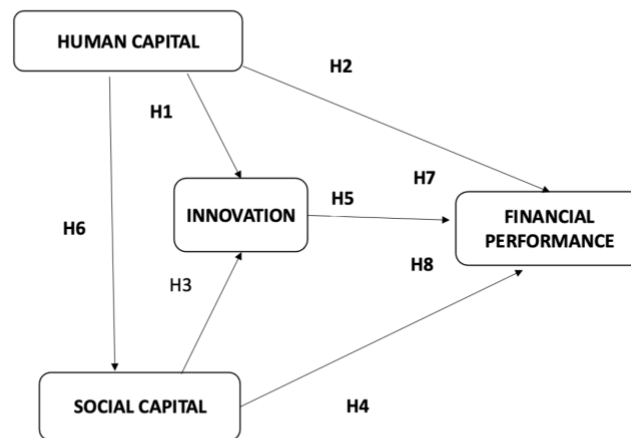 HUMAN CAPITAL
H2
H1
H7
H5
INNOVATION
FINANCIAL
PERFORMANCE
H6
H3
H8
SOCIAL CAPITAL
H4